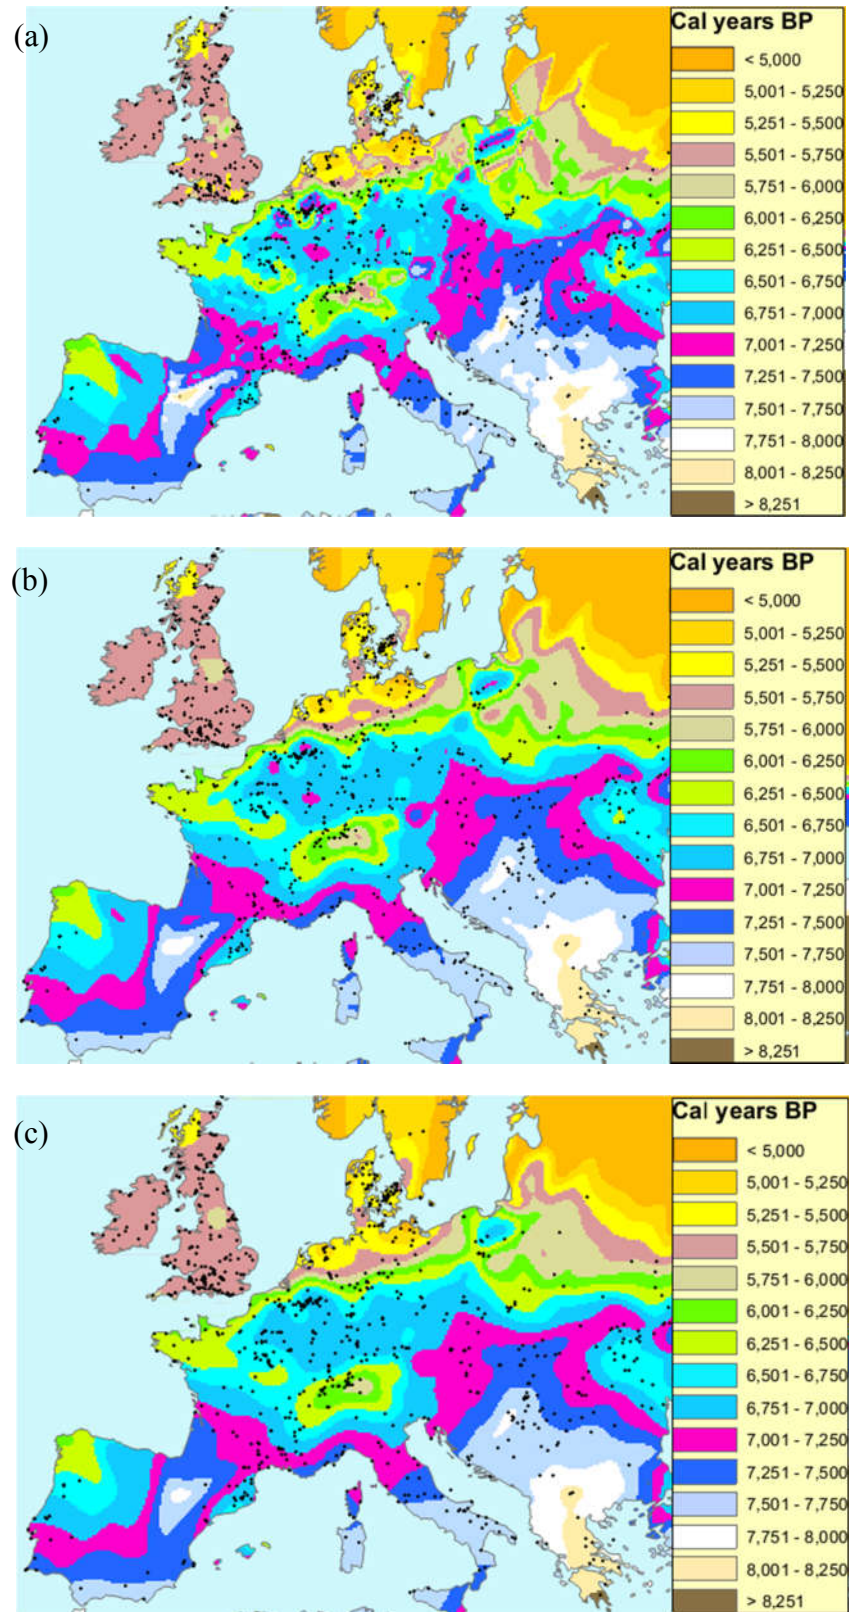 (a)
Cal years BP
< 5,000
5,001 - 5,250
5,251 - 5,500
5,501 - 5,750
5,751 - 6,000
6,001 - 6,250
6,251 - 6,500
6,501 - 6,750
6,751 - 7,000
7,001 - 7,250
7,251 - 7,500
7,501 - 7,750
7,751 - 8,000
8,001 - 8,250
> 8,251
(b)
Cal years BP
< 5,000
5,001 - 5,250
5,251 - 5,500
5,501 - 5,750
5,751 - 6,000
6,001 - 6,250
6,251 - 6,500
6,501 - 6,750
6,751 - 7,000
7,001 - 7,250
7,251 - 7,500
7,501 - 7,750
7,751 - 8,000
8,001 - 8,250
> 8,251
(c)
Cal years BP
< 5,000
5,001 - 5,250
5,251 - 5,500
5,501 - 5,750
5,751 - 6,000
6,001 - 6,250
6,251 - 6,500
6,501 - 6,750
6,751 - 7,000
7,001 - 7,250
7,251 - 7,500
7,501 - 7,750
7,751 - 8,000
8,001 - 8,250
> 8,251